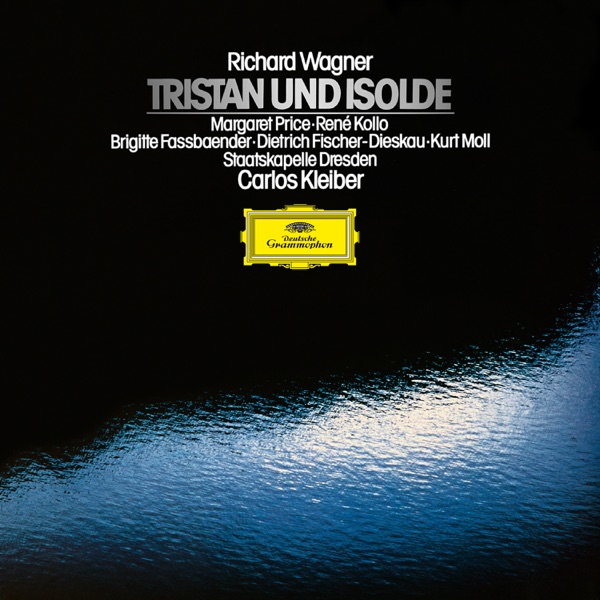 Richard Wagner
TRISTAN UND ISOLDE
Margaret Price·René Kollo
Brigitte Fassbaender·Dietrich Fischer-Dieskau·Kurt Moll
Staatskapelle Dresden
Carlos Kleiber
Deutsche
Grammophon